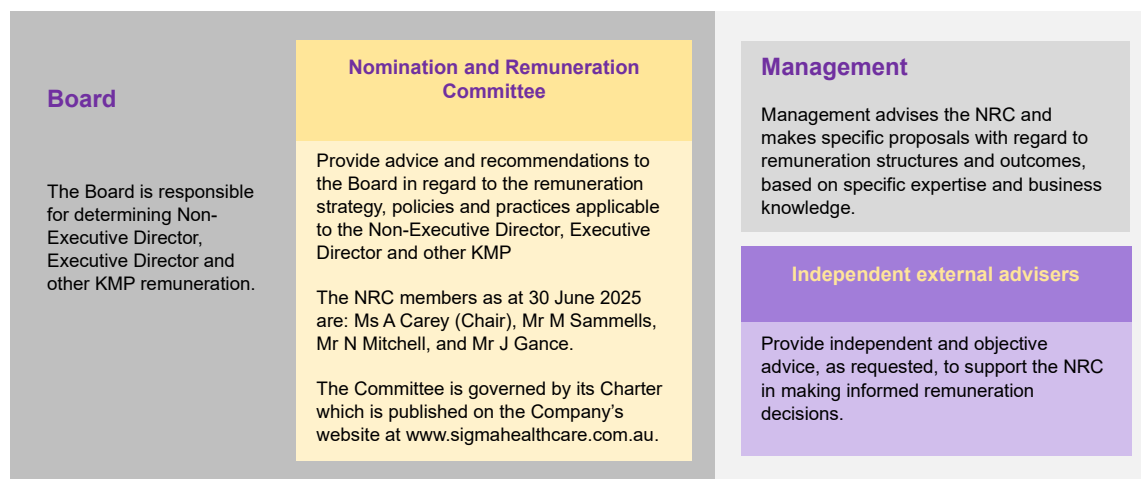 Board
The Board is responsible
for determining Non-
Executive Director,
Executive Director and
other KMP remuneration.
Nomination and Remuneration
Committee
Provide advice and recommendations to
the Board in regard to the remuneration
strategy, policies and practices applicable
to the Non-Executive Director, Executive
Director and other KMP
The NRC members as at 30 June 2025
are: Ms A Carey (Chair), Mr M Sammells,
Mr N Mitchell, and Mr J Gance.
The Committee is governed by its Charter
which is published on the Company’s
website at www.sigmahealthcare.com.au.
Management
Management advises the NRC and
makes specific proposals with regard to
remuneration structures and outcomes,
based on specific expertise and business
knowledge.
Independent external advisers
Provide independent and objective
advice, as requested, to support the NRC
in making informed remuneration
decisions.